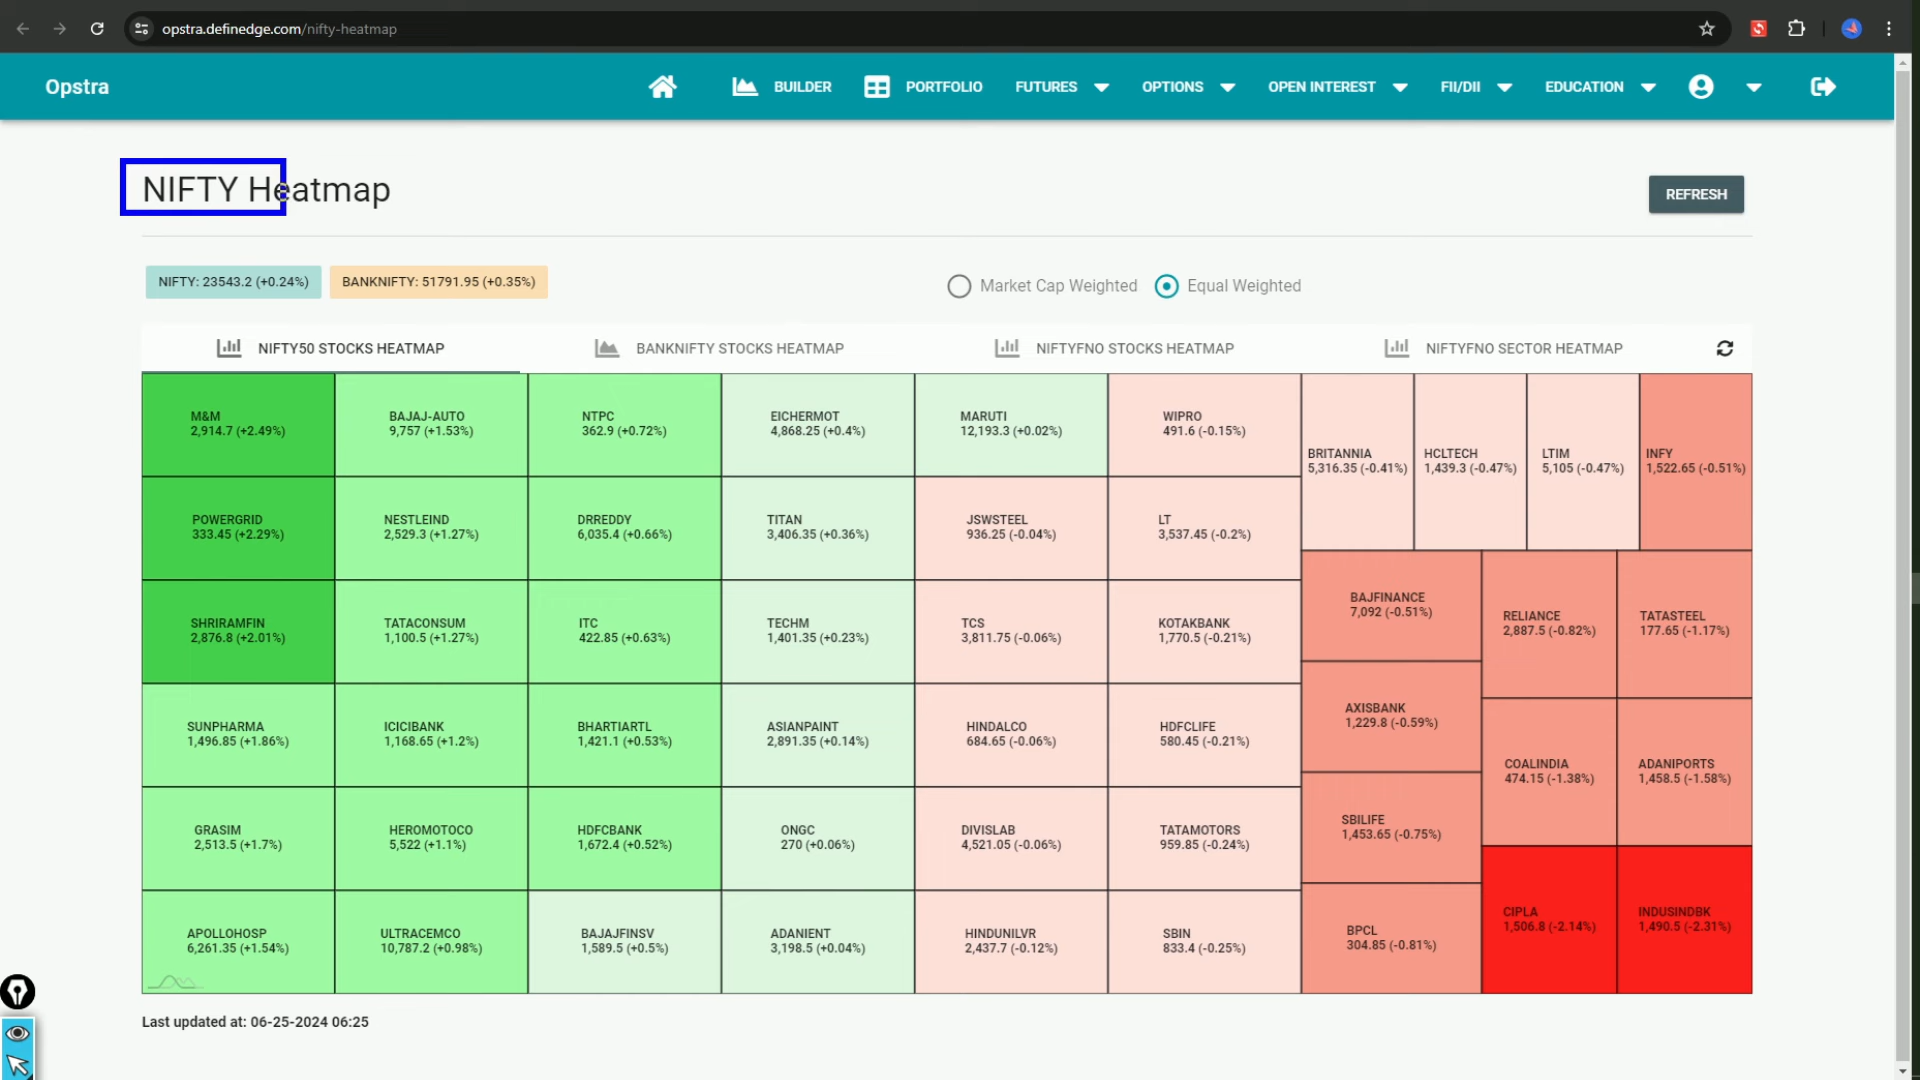 opstra.definedge.com/nifty-heatmap
Opstra
BUILDER
PORTFOLIO
FUTURES
OPTIONS
OPEN INTEREST
FII/DII
EDUCATION
NIFTY Heatmap
REFRESH
NIFTY: 23543.2 (+0.24%)
BANKNIFTY: 51791.95 (+0.35%)
Market Cap Weighted
Equal Weighted
NIFTY50 STOCKS HEATMAP
BANKNIFTY STOCKS HEATMAP
NIFTYFNO STOCKS HEATMAP
NIFTYFNO SECTOR HEATMAP
M&M
2,914.7 (+2.49%)
POWERGRID
333.45 (+2.29%)
SHRIRAMFIN
2,876.8 (+2.01%)
SUNPHARMA
1,496.85 (+1.86%)
GRASIM
2,513.5 (+1.7%)
APOLLOHOSP
6,261.35 (+1.54%)
BAJAJ-AUTO
9,757 (+1.53%)
NESTLEIND
2,529.3 (+1.27%)
TATACONSUM
1,100.5 (+1.27%)
ICICIBANK
1,168.65 (+1.2%)
HEROMOTOCO
5,522 (+1.1%)
ULTRACEMCO
10,787.2 (+0.98%)
NTPC
362.9 (+0.72%)
DRREDDY
6,035.4 (+0.66%)
ITC
422.85 (+0.63%)
BHARTIARTL
1,421.1 (+0.53%)
HDFCBANK
1,672.4 (+0.52%)
BAJAJFINSV
1,589.5 (+0.5%)
EICHERMOT
4,868.25 (+0.4%)
TITAN
3,406.35 (+0.36%)
TECHM
1,401.35 (+0.23%)
ASIANPAINT
2,891.35 (+0.14%)
ONGC
270 (+0.06%)
ADANIENT
3,198.5 (+0.04%)
MARUTI
12,193.3 (+0.02%)
JSWSTEEL
936.25 (-0.04%)
TCS
3,811.75 (-0.06%)
HINDALCO
684.65 (-0.06%)
DIVISLAB
4,521.05 (-0.06%)
HINDUNILVR
2,437.7 (-0.12%)
WIPRO
491.6 (-0.15%)
LT
3,537.45 (-0.2%)
KOTAKBANK
1,770.5 (-0.21%)
HDFCLIFE
580.45 (-0.21%)
TATAMOTORS
959.85 (-0.24%)
SBIN
833.4 (-0.25%)
BRITANNIA
5,316.35 (-0.41%)
HCLTECH
1,439.3 (-0.47%)
LTIM
5,105 (-0.47%)
INFY
1,522.65 (-0.51%)
BAJFINANCE
7,092 (-0.51%)
AXISBANK
1,229.8 (-0.59%)
SBILIFE
1,453.65 (-0.75%)
BPCL
304.85 (-0.81%)
RELIANCE
2,887.5 (-0.82%)
TATASTEEL
177.65 (-1.17%)
COALINDIA
474.15 (-1.38%)
ADANIPORTS
1,458.5 (-1.58%)
CIPLA
1,506.8 (-2.14%)
INDUSINDBK
1,490.5 (-2.31%)
Last updated at: 06-25-2024 06:25